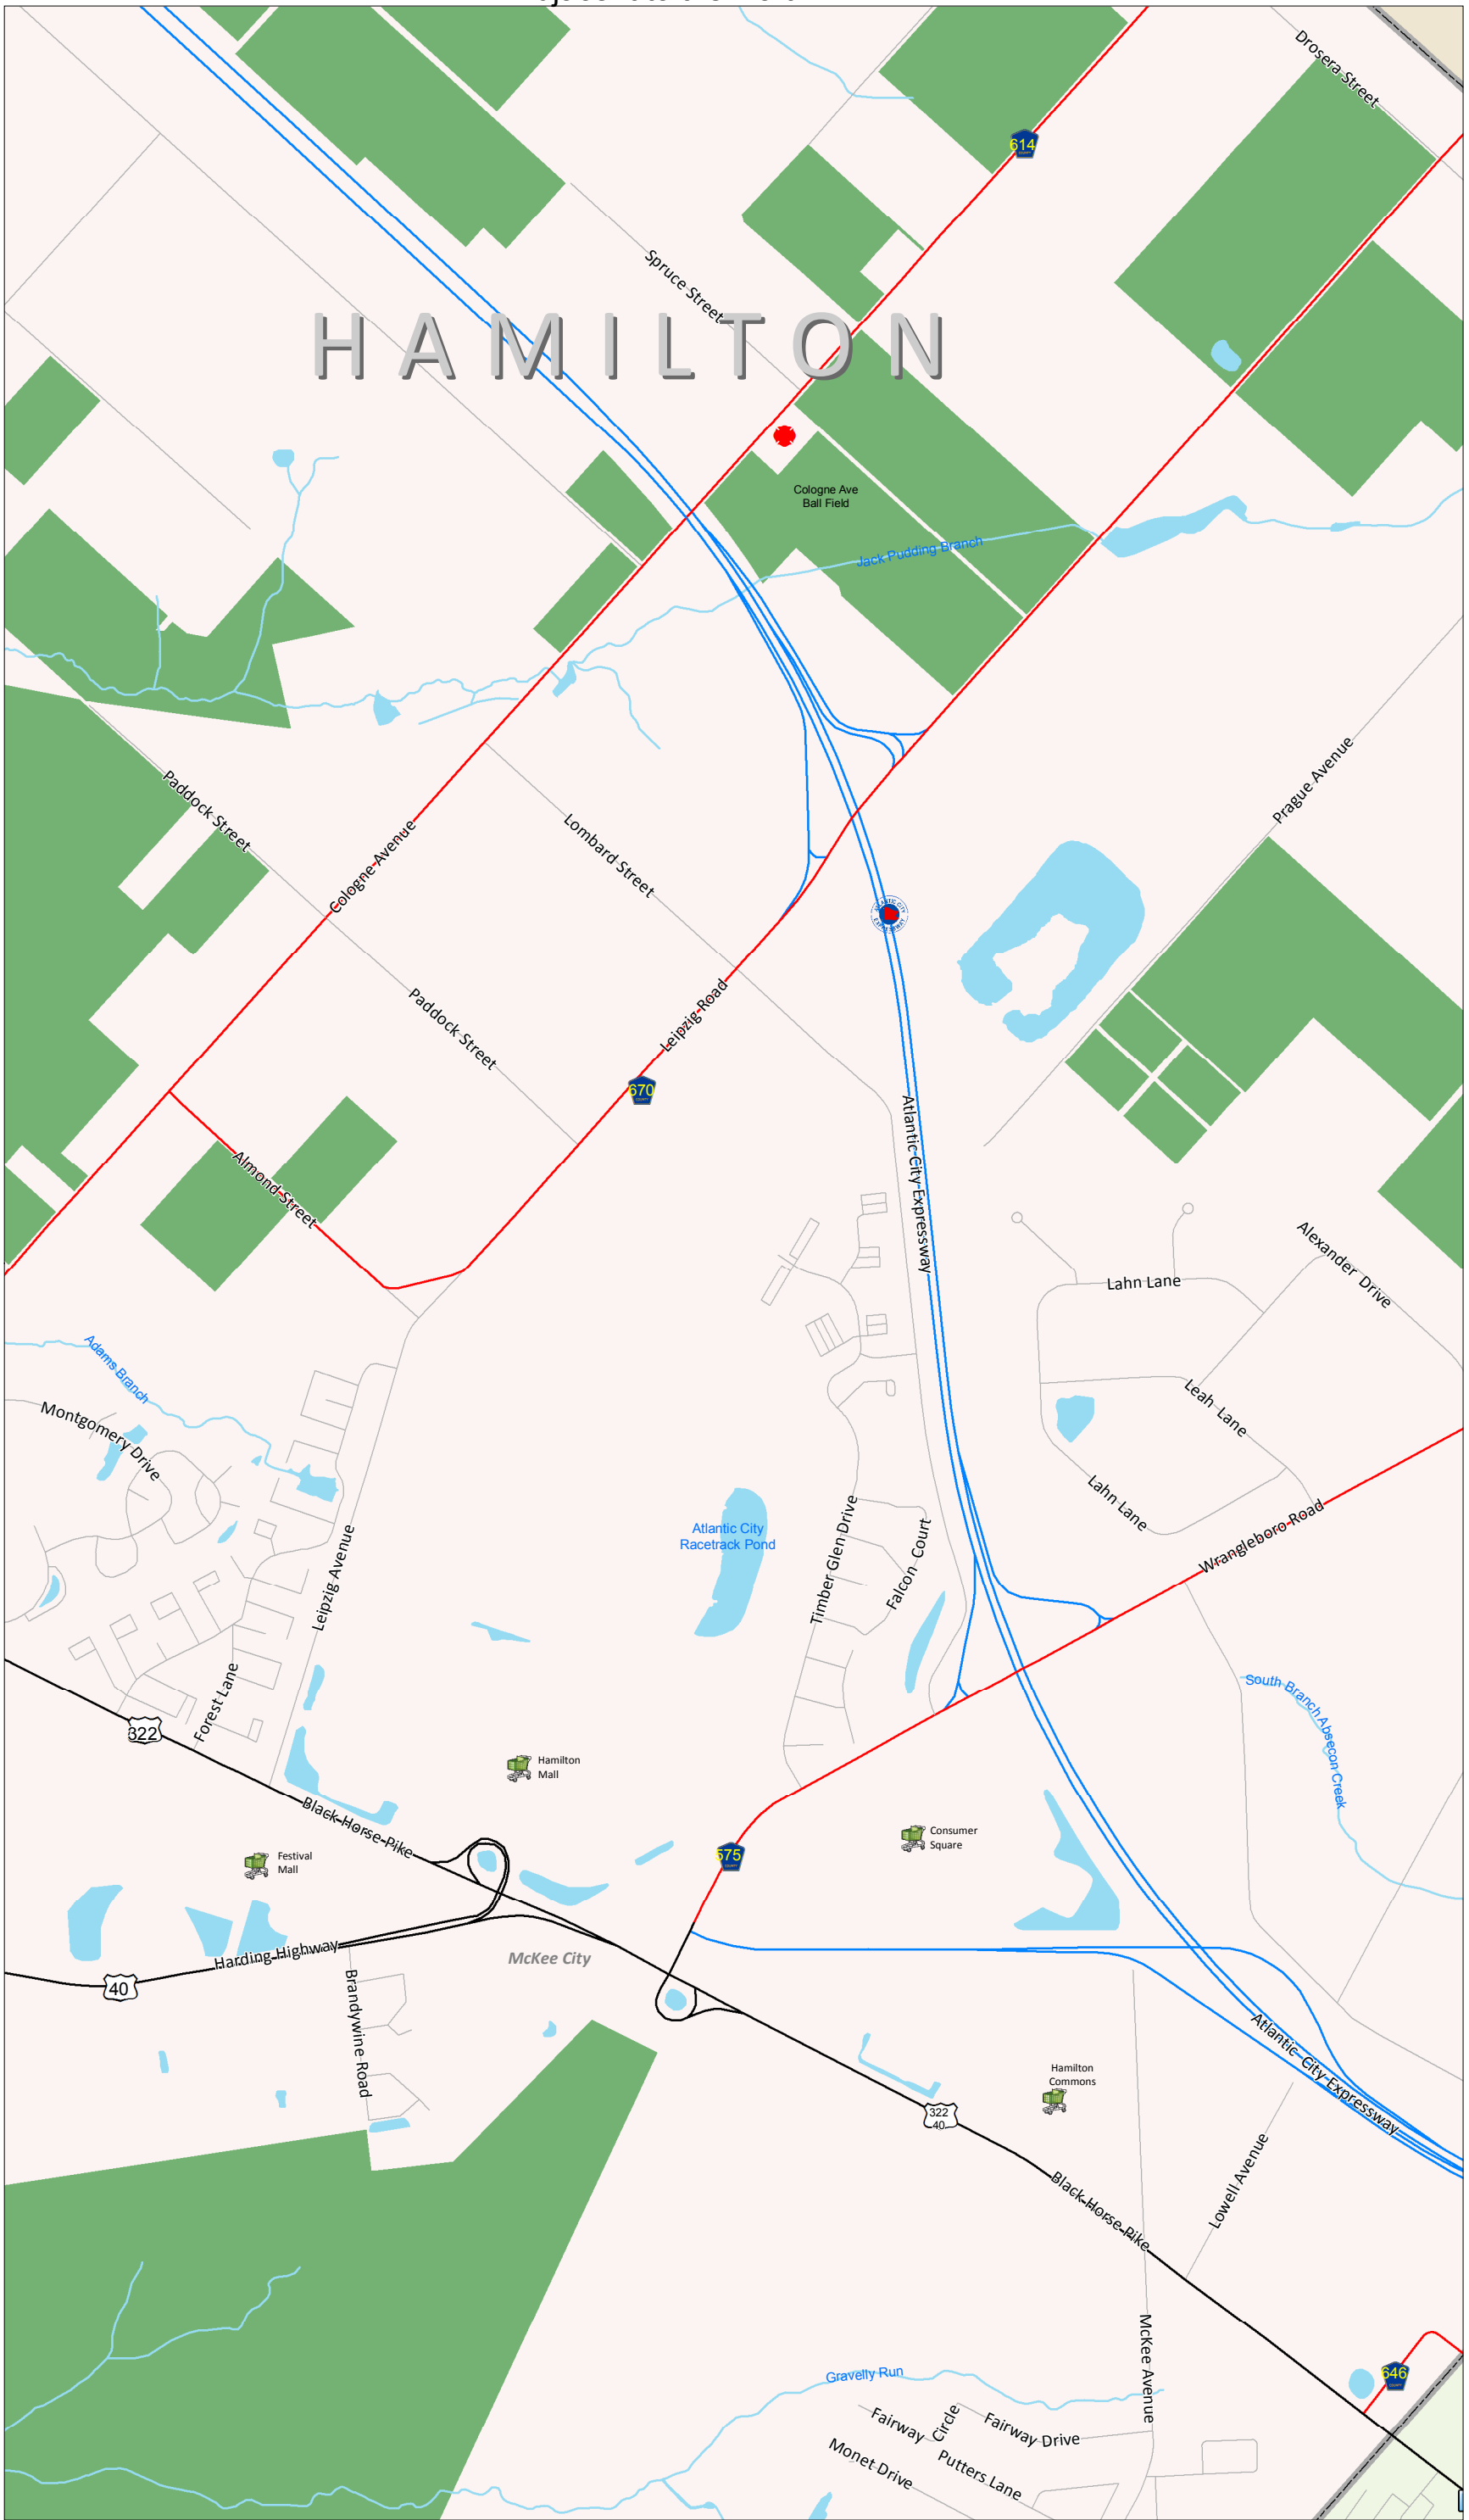 Drosera Street
614
Spruce Street
HAMILTON
Cologne Ave
Ball Field
Jack Pudding Branch
Paddock Street
Cologne Avenue
Lombard Street
Prague Avenue
ATLANTIC CITY
EXPRESSWAY
Paddock Street
Leipzig Road
670
Atlantic City Expressway
Almond Street
Lahn Lane
Alexander Drive
Adams Branch
Montgomery Drive
Leah Lane
Lahn Lane
Wrangleboro Road
Atlantic City
Racetrack Pond
Timber Glen Drive
Falcon Court
Leipzig Avenue
Forest Lane
322
South Branch Absecon Creek
Hamilton
Mall
Black Horse Pike
Consumer
Square
575
Festival
Mall
Harding Highway
McKee City
40
Brandywine Road
Atlantic City Expressway
Hamilton
Commons
322
40
Black Horse Pike
Lowell Avenue
McKee Avenue
646
Gravelly Run
Fairway Circle
Fairway Drive
Monet Drive
Putters Lane